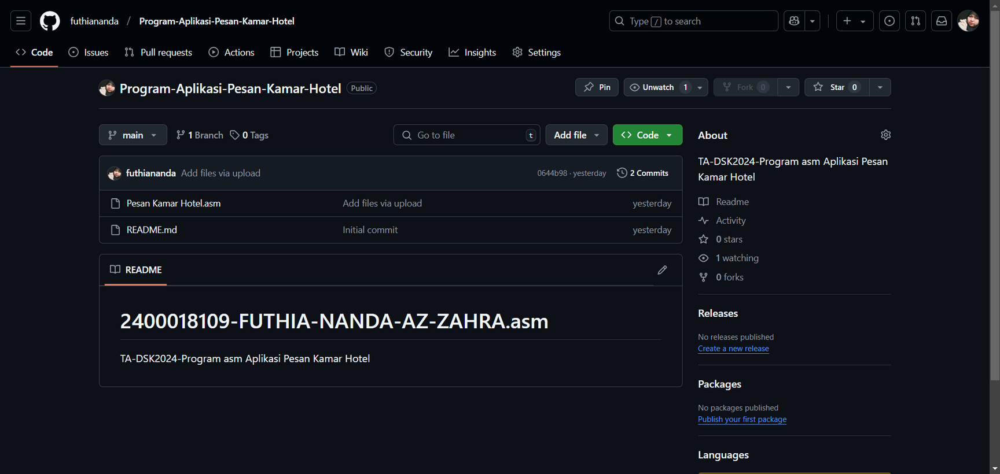 futhiananda / Program-Aplikasi-Pesan-Kamar-Hotel
Type / to search
Code Issues Pull requests Actions Projects Wiki Security Insights Settings
Program-Aplikasi-Pesan-Kamar-Hotel Public
Pin Unwatch 1 Fork 0 Star 0
main 1 Branch 0 Tags
Go to file t Add file Code
futhiananda Add files via upload 0644b98 · yesterday 2 Commits
Pesan Kamar Hotel.asm Add files via upload yesterday
README.md Initial commit yesterday
README
2400018109-FUTHIA-NANDA-AZ-ZAHRA.asm
TA-DSK2024-Program asm Aplikasi Pesan Kamar Hotel
About
TA-DSK2024-Program asm Aplikasi Pesan
Kamar Hotel
Readme
Activity
0 stars
1 watching
0 forks
Releases
No releases published
Create a new release
Packages
No packages published
Publish your first package
Languages